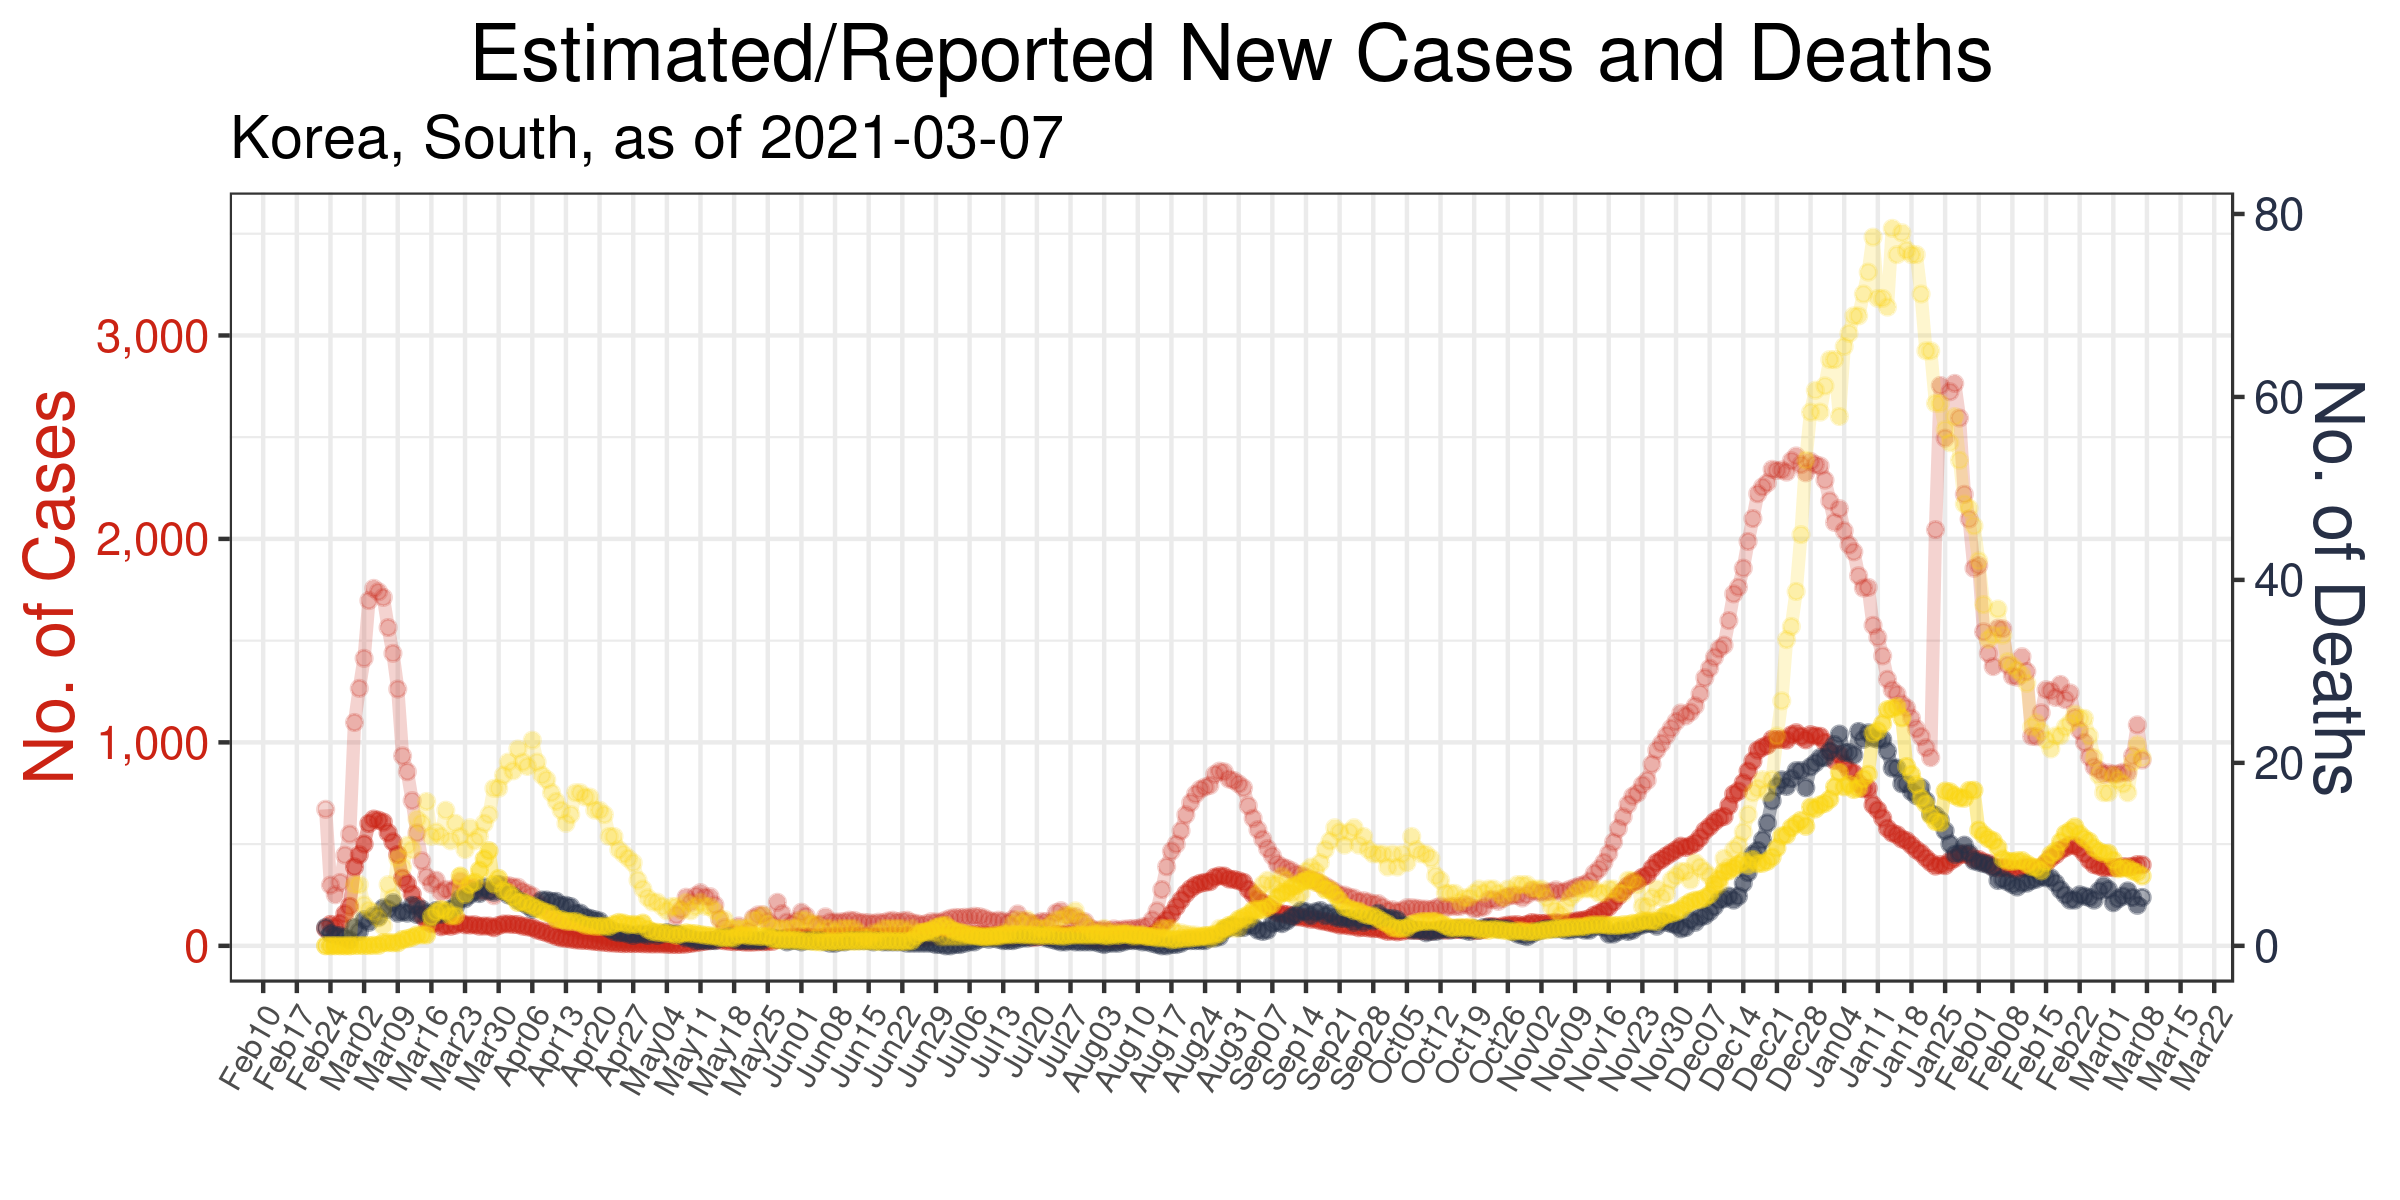 Estimated/Reported New Cases and Deaths
Korea, South, as of 2021-03-07
No. of Cases
3,000
2,000
1,000
0
80
60
40
20
0
No. of Deaths
Feb10
Feb17
Feb24
Mar02
Mar09
Mar16
Mar23
Mar30
Apr06
Apr13
Apr20
Apr27
May04
May11
May18
May25
Jun01
Jun08
Jun15
Jun22
Jun29
Jul06
Jul13
Jul20
Jul27
Aug03
Aug10
Aug17
Aug24
Aug31
Sep07
Sep14
Sep21
Sep28
Oct05
Oct12
Oct19
Oct26
Nov02
Nov09
Nov16
Nov23
Nov30
Dec07
Dec14
Dec21
Dec28
Jan04
Jan11
Jan18
Jan25
Feb01
Feb08
Feb15
Feb22
Mar01
Mar08
Mar15
Mar22